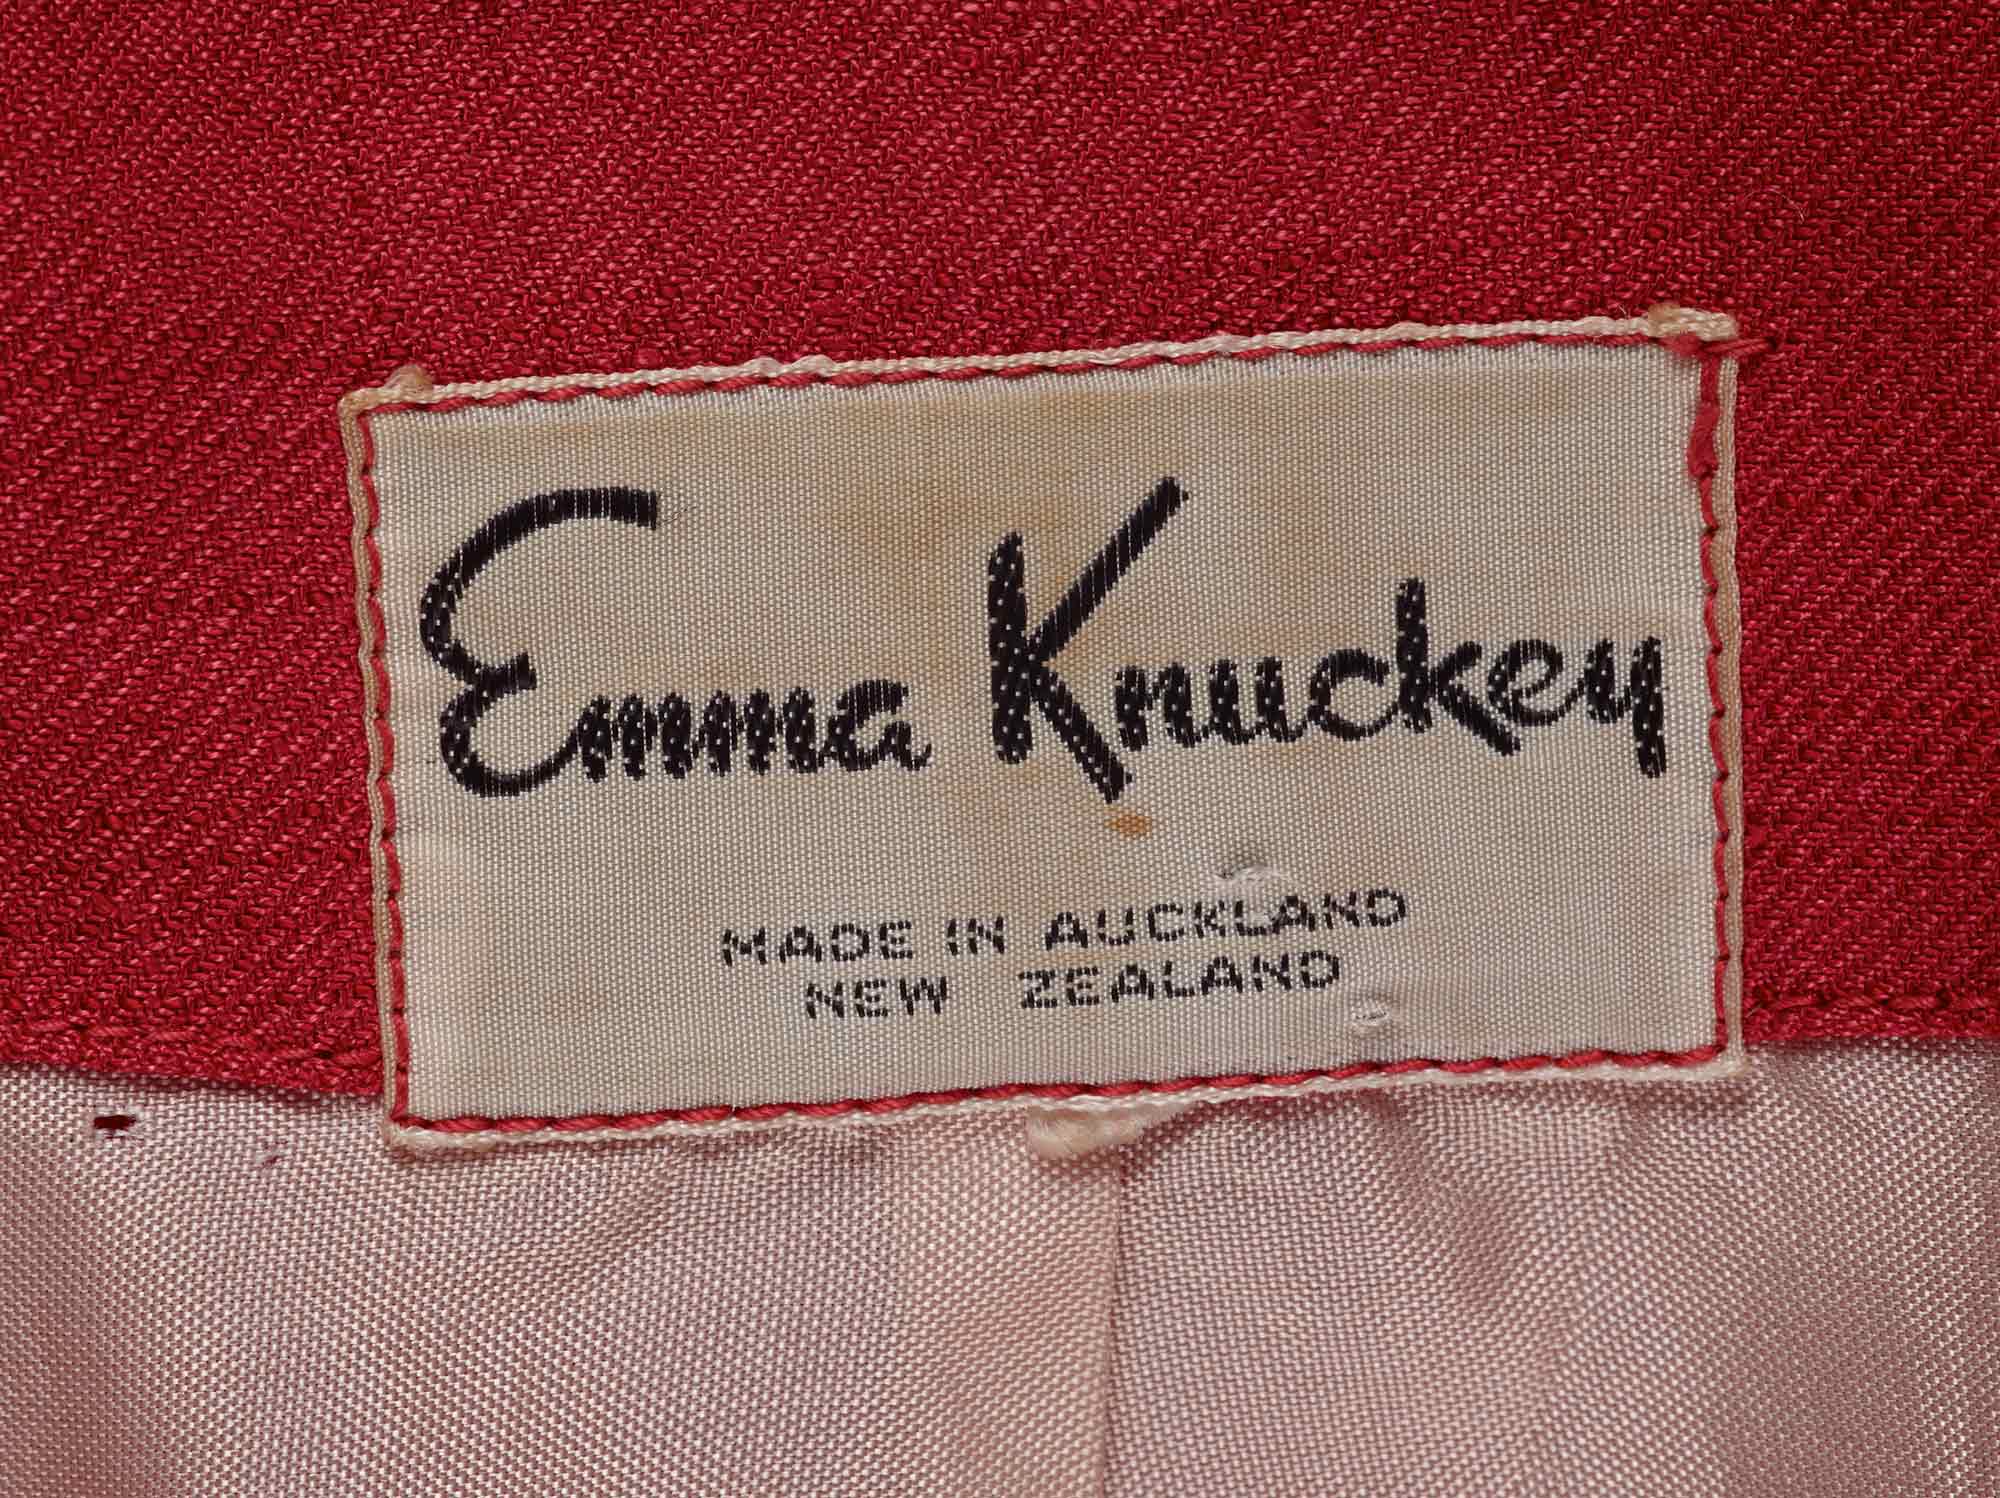 Emma Knuckey
MADE IN AUCKLAND
NEW ZEALAND